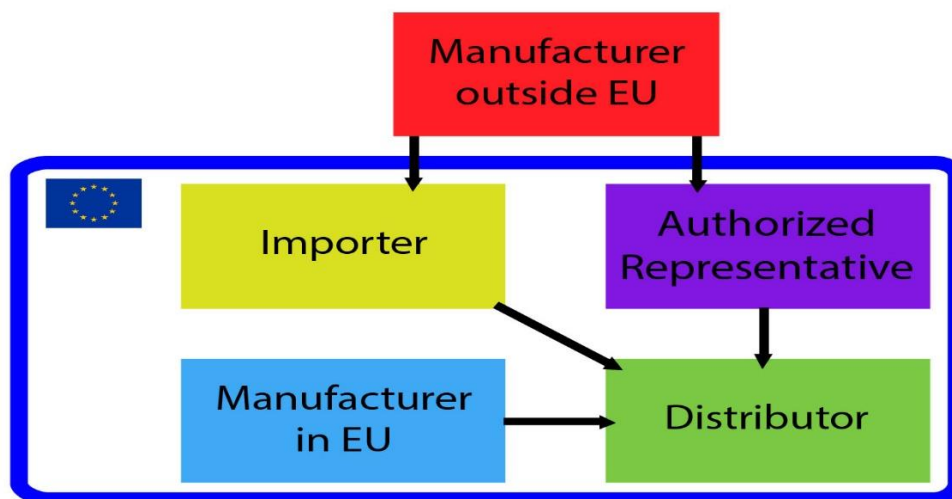 Manufacturer
outside EU
Importer
Authorized
Representative
Manufacturer
in EU
Distributor